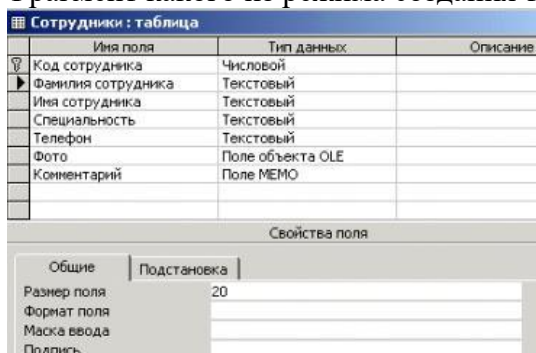 Сотрудники : таблица
Имя поля Тип данных Описание
Код сотрудника Числовой
Фамилия сотрудника Текстовый
Имя сотрудника Текстовый
Специальность Текстовый
Телефон Текстовый
Фото Поле объекта OLE
Комментарий Поле MEMO
Свойства поля
Общие Подстановка
Размер поля 20
Формат поля
Маска ввода
Подпись